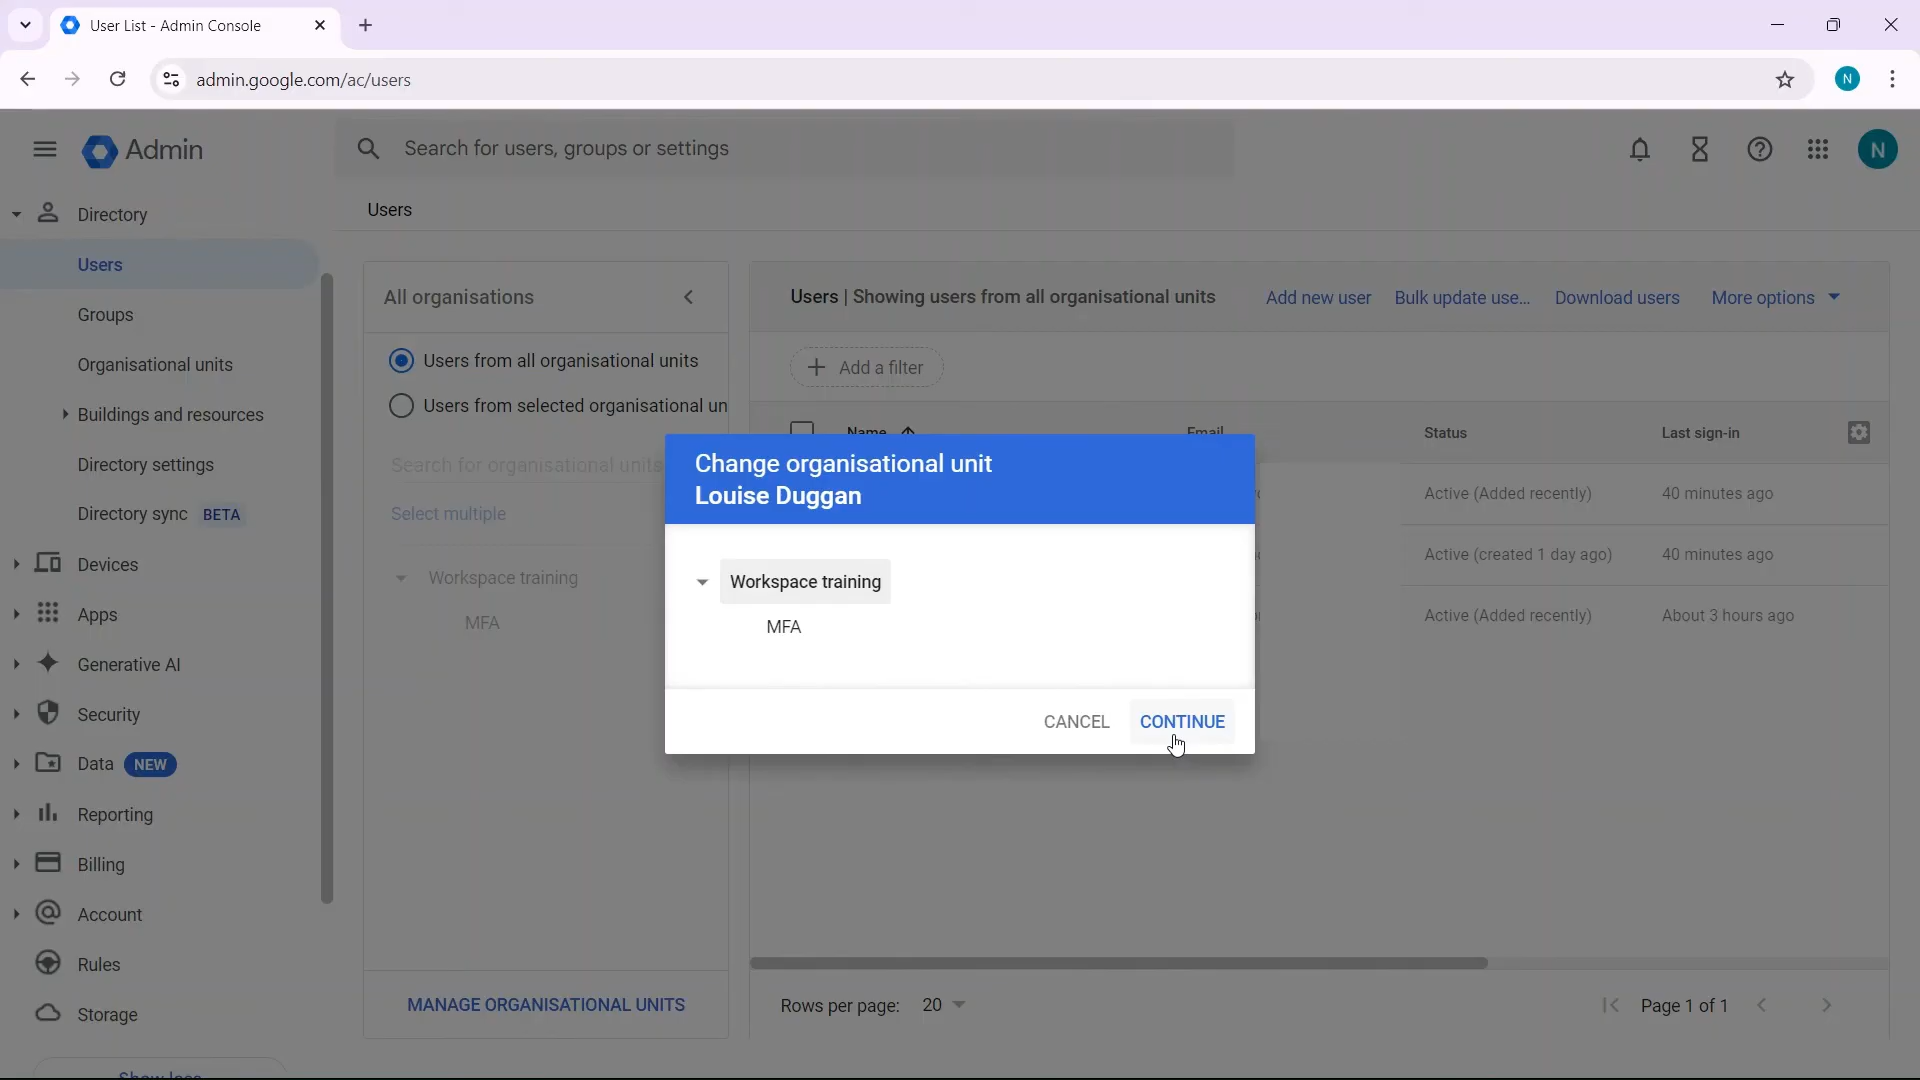 User List - Admin Console
admin.google.com/ac/users
N
Admin
Search for users, groups or settings
N
Directory
Users
Groups
Organisational units
Buildings and resources
Directory settings
Directory sync BETA
Devices
Apps
Generative AI
Security
Data NEW
Reporting
Billing
Account
Rules
Storage
Show less
Users
All organisations
Users from all organisational units
Users from selected organisational un
Search for organisational units
Select multiple
Workspace training
MFA
MANAGE ORGANISATIONAL UNITS
Users | Showing users from all organisational units
Add new user
Bulk update use...
Download users
More options
Add a filter
Name
Email
Status
Last sign-in
Active (Added recently)
40 minutes ago
Active (created 1 day ago)
40 minutes ago
Active (Added recently)
About 3 hours ago
Rows per page: 20
Page 1 of 1
Change organisational unit
Louise Duggan
Workspace training
MFA
CANCEL
CONTINUE